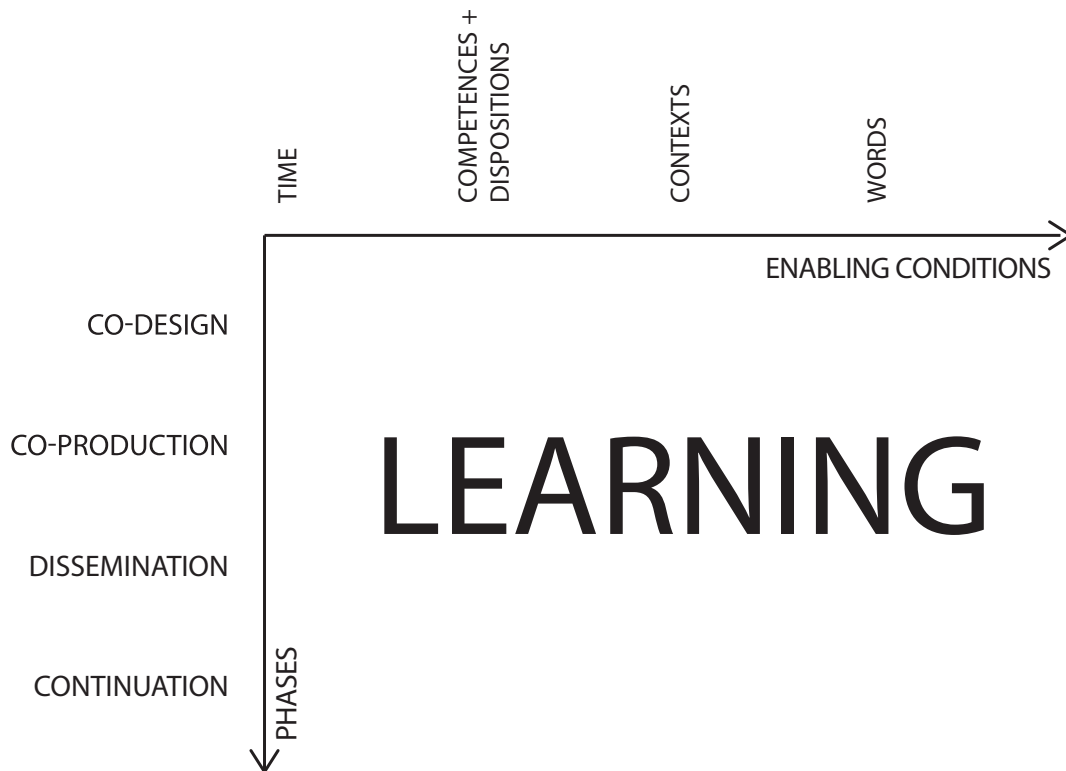 TIME
COMPETENCES +
DISPOSITIONS
CONTEXTS
WORDS
ENABLING CONDITIONS
CO-DESIGN
CO-PRODUCTION
LEARNING
DISSEMINATION
CONTINUATION
PHASES